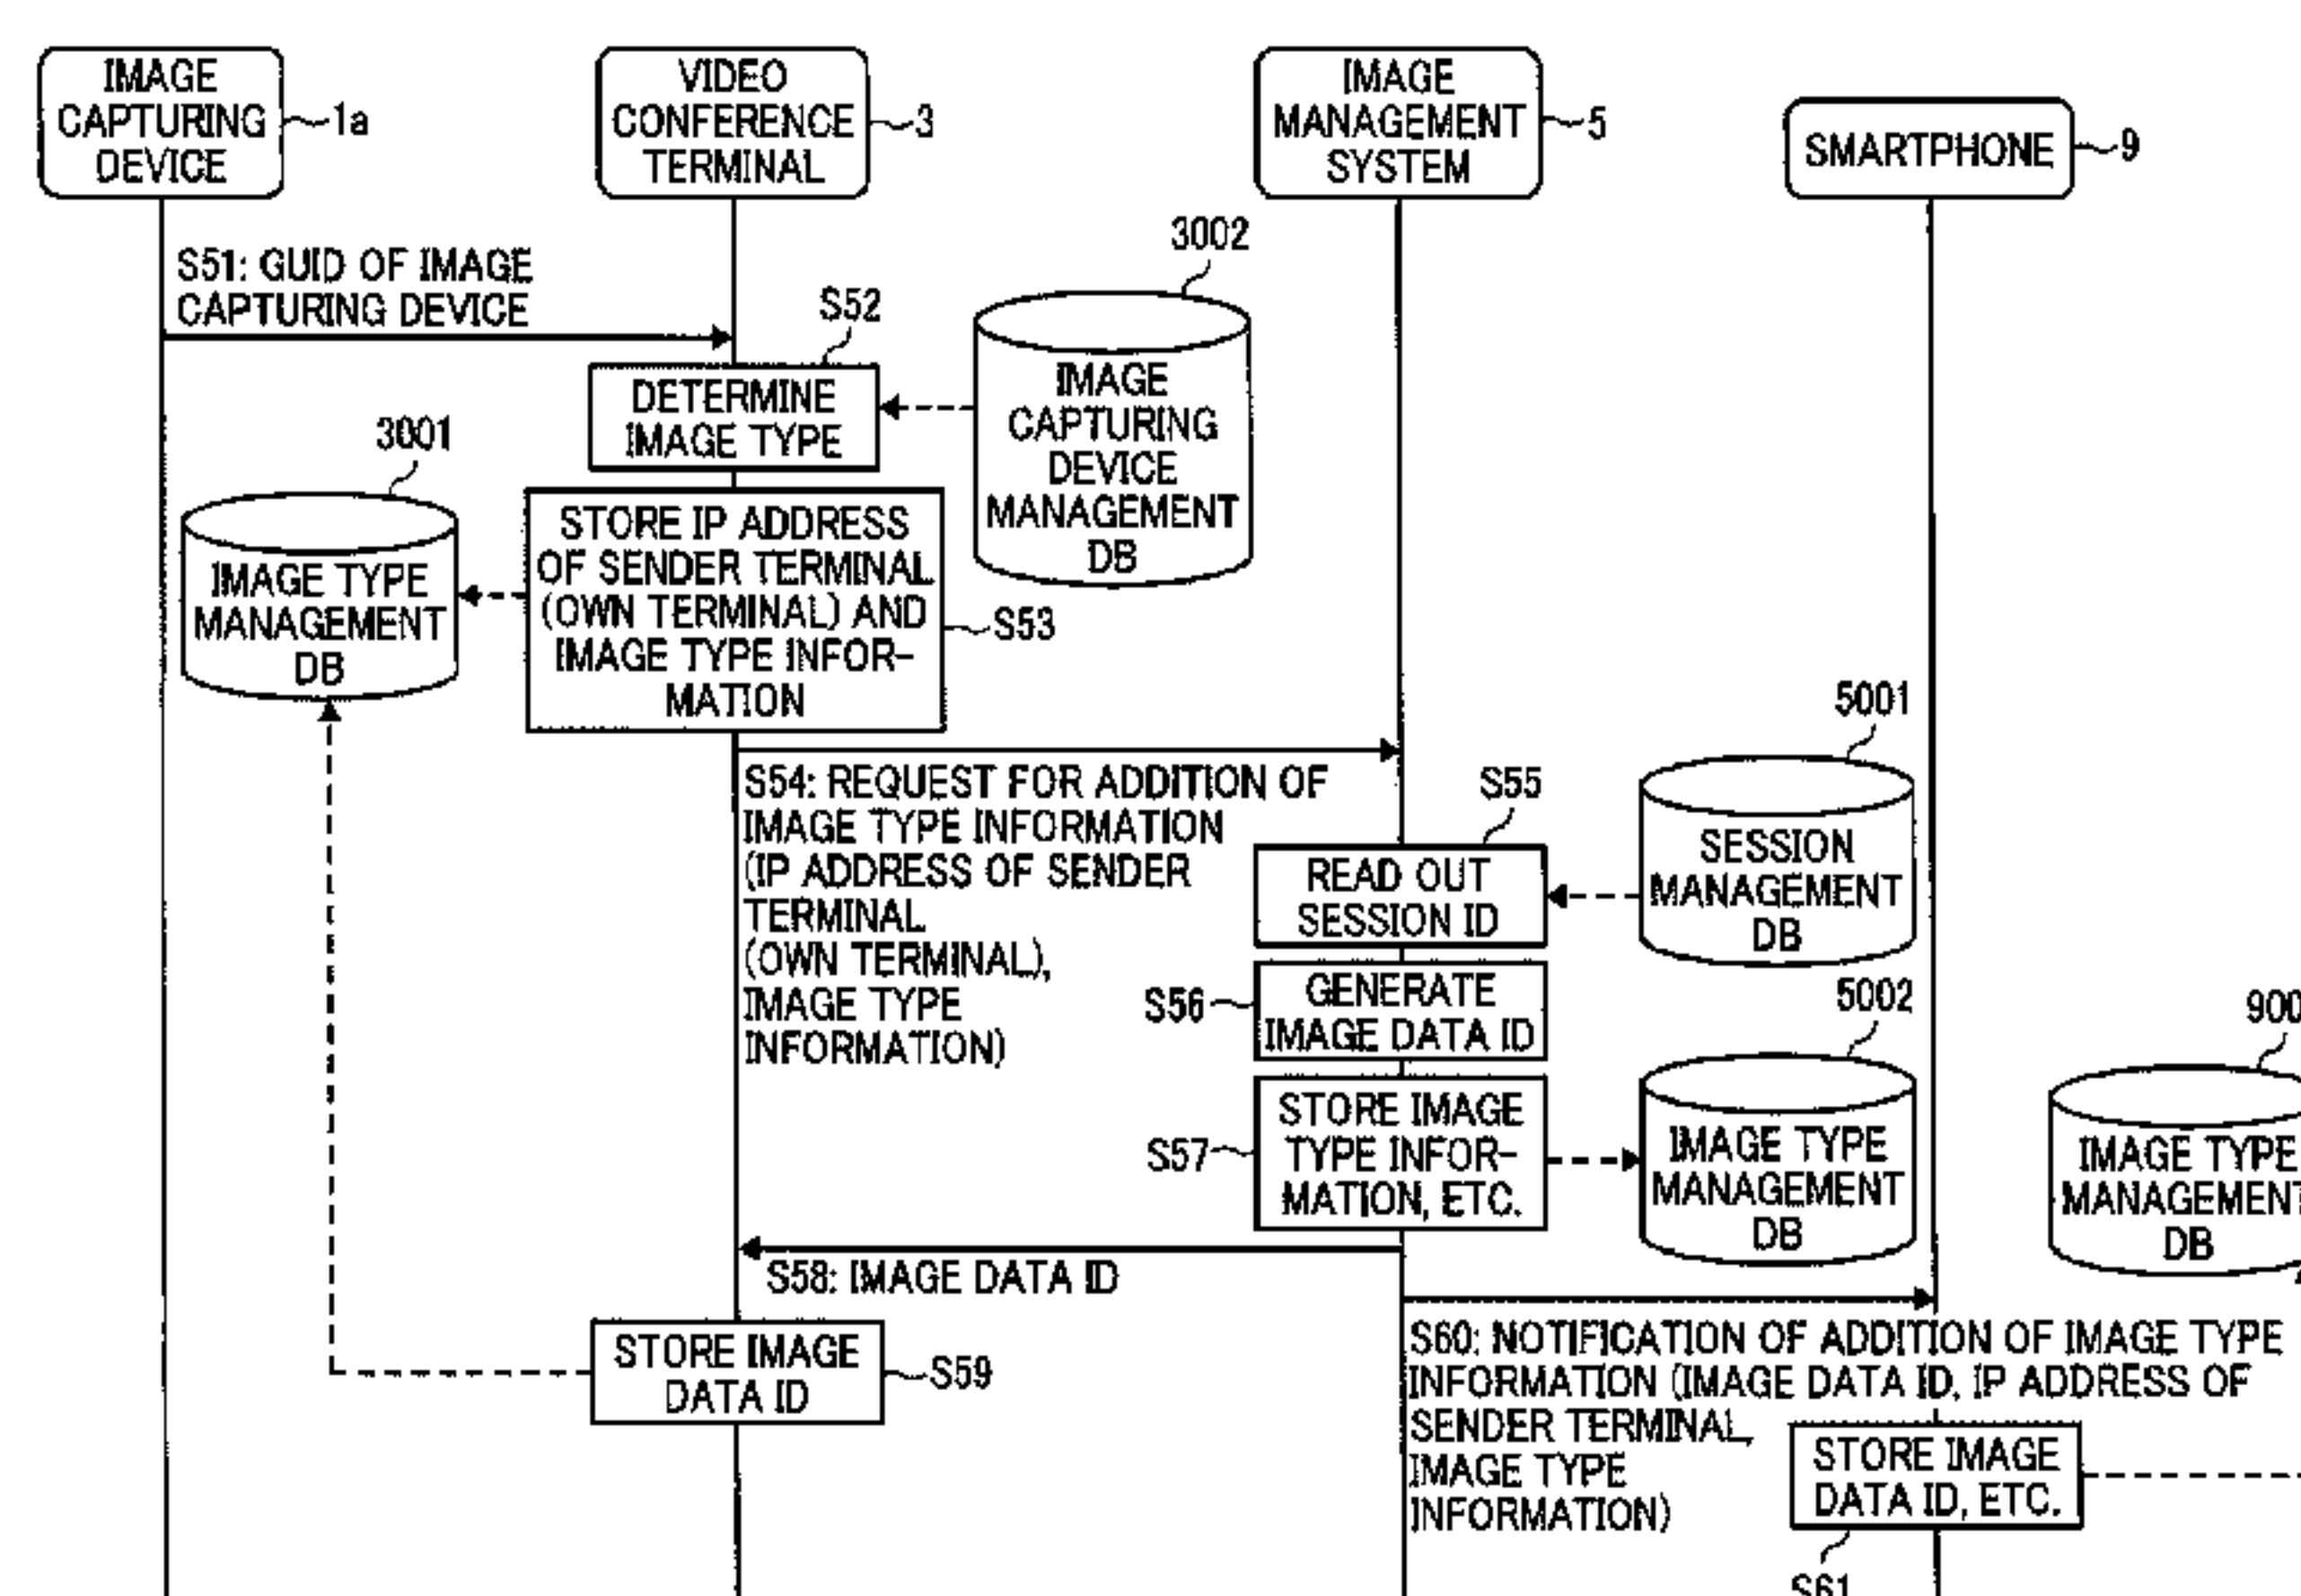 IMAGE
CAPTURING
DEVICE
1a
VIDEO
CONFERENCE
TERMINAL
3
IMAGE
MANAGEMENT
SYSTEM
5
SMARTPHONE
9
S51: GUID OF IMAGE
CAPTURING DEVICE
S52
DETERMINE
IMAGE TYPE
3002
IMAGE
CAPTURING
DEVICE
MANAGEMENT
DB
3001
IMAGE TYPE
MANAGEMENT
DB
STORE IP ADDRESS
OF SENDER TERMINAL
(OWN TERMINAL) AND
IMAGE TYPE INFOR-
MATION
S53
S54: REQUEST FOR ADDITION OF
IMAGE TYPE INFORMATION
(IP ADDRESS OF SENDER
TERMINAL
(OWN TERMINAL),
IMAGE TYPE
INFORMATION)
S55
READ OUT
SESSION ID
5001
SESSION
MANAGEMENT
DB
S56
GENERATE
IMAGE DATA ID
S57
STORE IMAGE
TYPE INFOR-
MATION, ETC.
5002
IMAGE TYPE
MANAGEMENT
DB
900
IMAGE TYPE
MANAGEMENT
DB
S58: IMAGE DATA ID
STORE IMAGE
DATA ID
S59
S60: NOTIFICATION OF ADDITION OF IMAGE TYPE
INFORMATION (IMAGE DATA ID, IP ADDRESS OF
SENDER TERMINAL,
IMAGE TYPE
INFORMATION)
STORE IMAGE
DATA ID, ETC.
S61